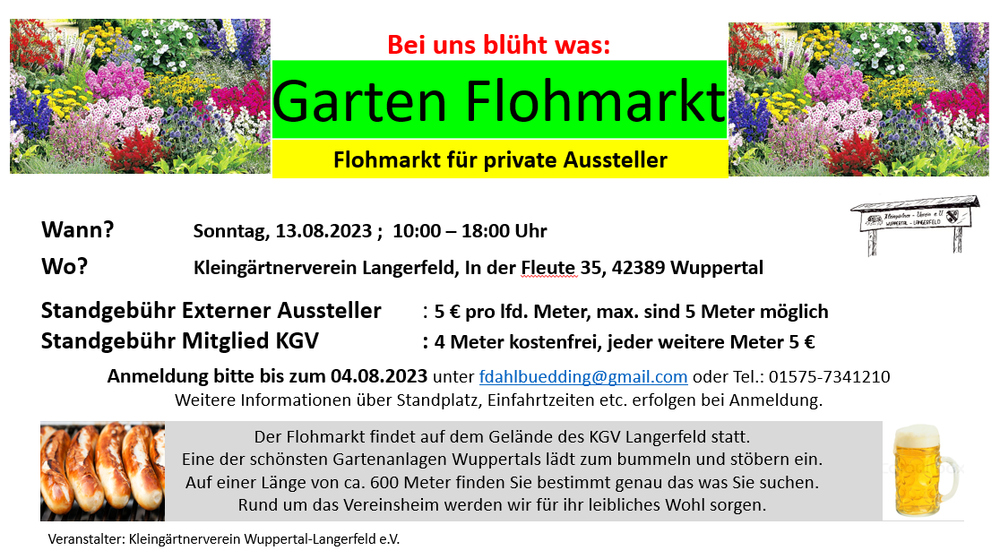 Bei uns blüht was:
Garten Flohmarkt
Flohmarkt für private Aussteller
Kleingärtner - Verein e.V.
WUPPERTAL - LANGERFELD
Wann? Sonntag, 13.08.2023 ; 10:00 – 18:00 Uhr
Wo? Kleingärtnerverein Langerfeld, In der Fleute 35, 42389 Wuppertal
Standgebühr Externer Aussteller : 5 € pro lfd. Meter, max. sind 5 Meter möglich
Standgebühr Mitglied KGV : 4 Meter kostenfrei, jeder weitere Meter 5 €
Anmeldung bitte bis zum 04.08.2023 unter fdahlbuedding@gmail.com oder Tel.: 01575-7341210
Weitere Informationen über Standplatz, Einfahrtzeiten etc. erfolgen bei Anmeldung.
Der Flohmarkt findet auf dem Gelände des KGV Langerfeld statt.
Eine der schönsten Gartenanlagen Wuppertals lädt zum bummeln und stöbern ein.
Auf einer Länge von ca. 600 Meter finden Sie bestimmt genau das was Sie suchen.
Rund um das Vereinsheim werden wir für ihr leibliches Wohl sorgen.
Veranstalter: Kleingärtnerverein Wuppertal-Langerfeld e.V.